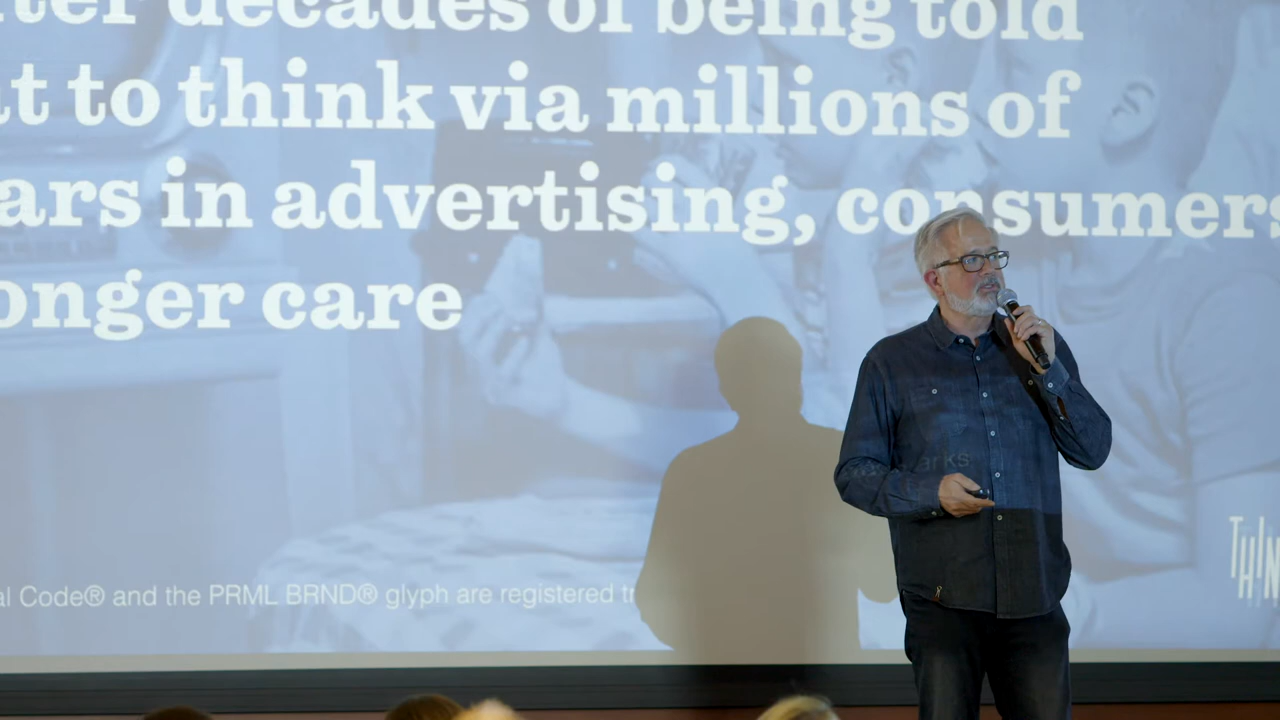 decades of being told
to think via millions of
in advertising, consumers
care
Code® and the PRML BRND® glyph are registered